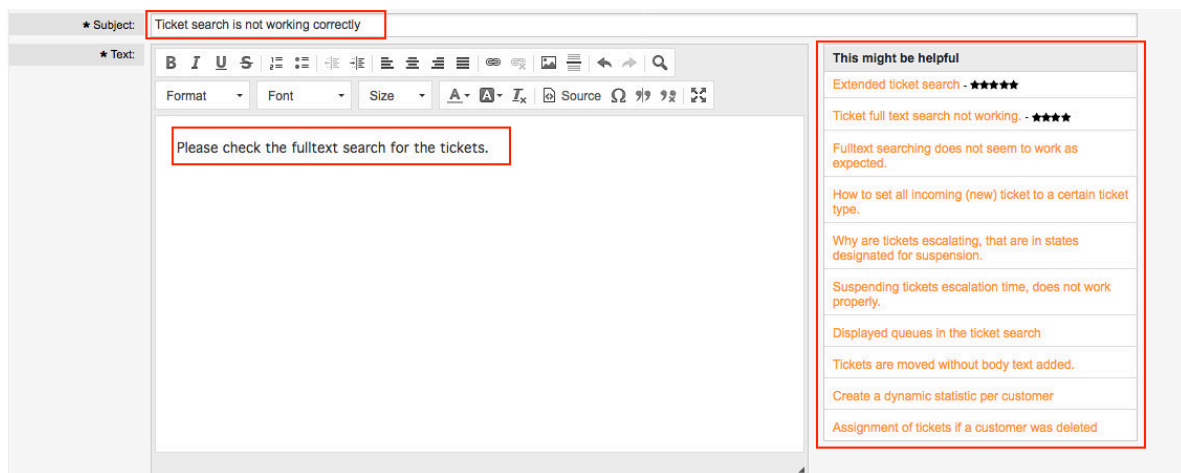 * Subject: Ticket search is not working correctly
* Text:
B I U S
Format Font Size A A Ix Source Ω
Please check the fulltext search for the tickets.
This might be helpful
Extended ticket search - ★★★★★
Ticket full text search not working. - ★★★★
Fulltext searching does not seem to work as
expected.
How to set all incoming (new) ticket to a certain ticket
type.
Why are tickets escalating, that are in states
designated for suspension.
Suspending tickets escalation time, does not work
properly.
Displayed queues in the ticket search
Tickets are moved without body text added.
Create a dynamic statistic per customer
Assignment of tickets if a customer was deleted